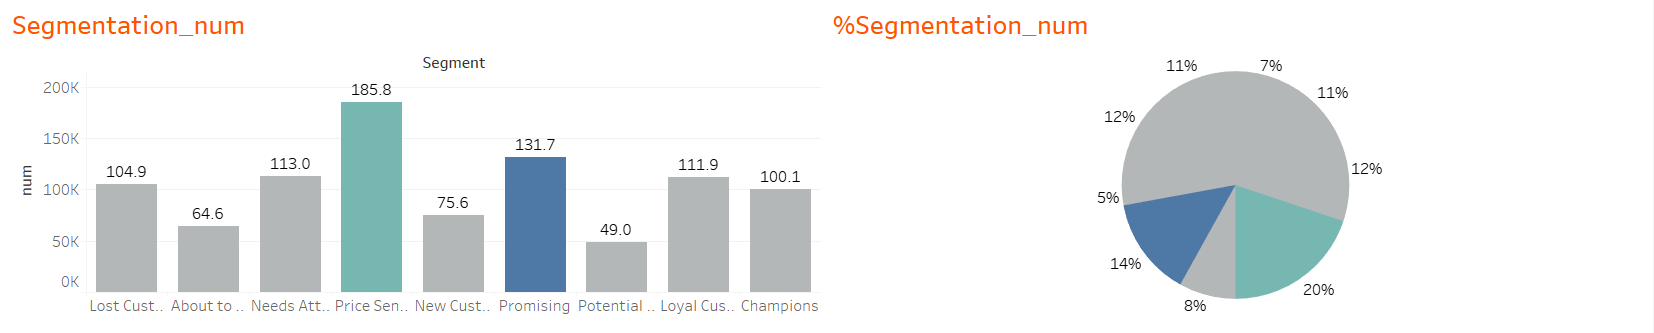 Segmentation_num
Segment
num
200K
150K
100K
50K
0K
104.9
64.6
113.0
185.8
75.6
131.7
49.0
111.9
100.1
Lost Cust..
About to ..
Needs Att..
Price Sen..
New Cust..
Promising
Potential ..
Loyal Cus..
Champions
%Segmentation_num
11%
7%
11%
12%
12%
5%
14%
8%
20%